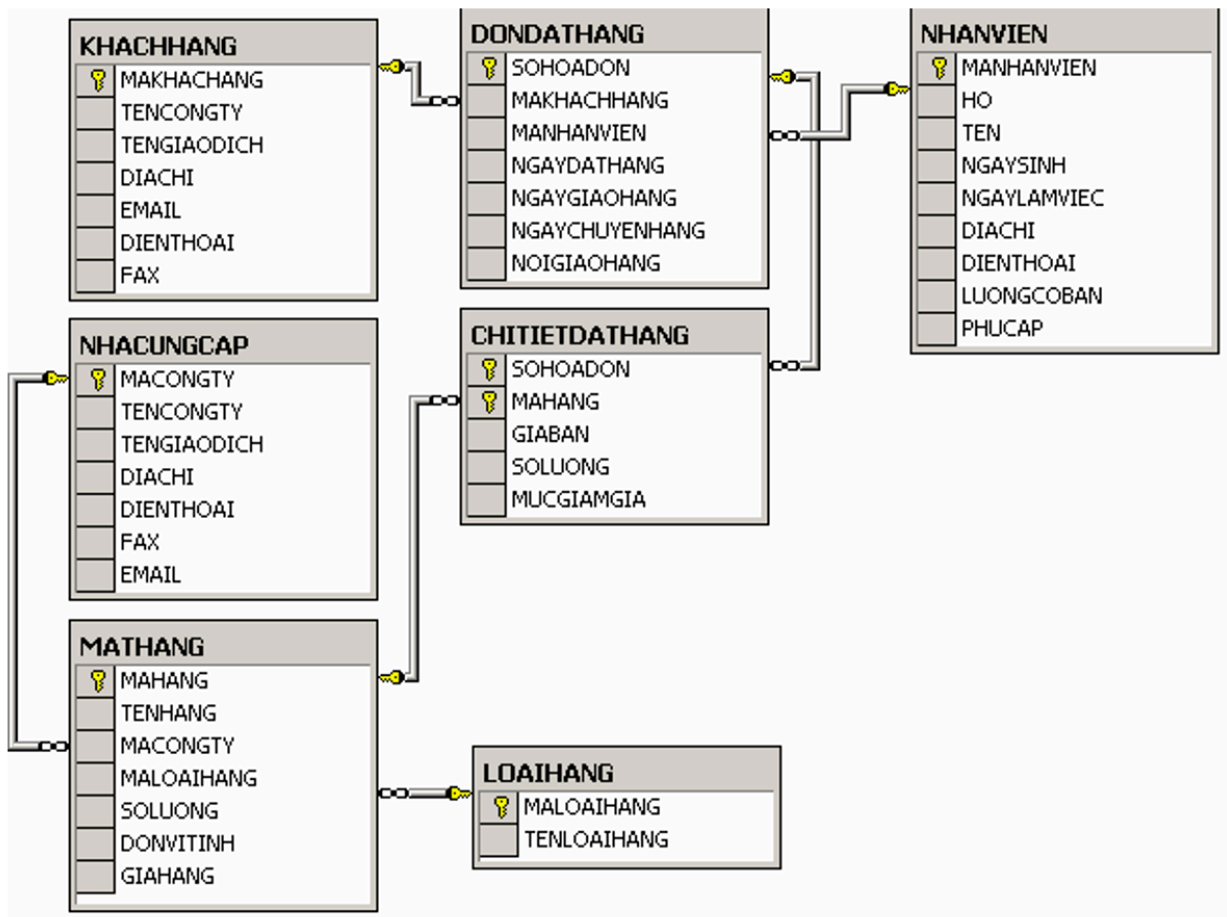 KHACHHANG
MAKHACHANG
TENCONGTY
TENGIAODICH
DIACHI
EMAIL
DIENTHOAI
FAX
DONDATHANG
SOHOADON
MAKHACHHANG
MANHANVIEN
NGAYDATHANG
NGAYGIAOHANG
NGAYCHUYENHANG
NOIGIAOHANG
NHANVIEN
MANHANVIEN
HO
TEN
NGAYSINH
NGAYLAMVIEC
DIACHI
DIENTHOAI
LUONGCOBAN
PHUCAP
NHACUNGCAP
MACONGTY
TENCONGTY
TENGIAODICH
DIACHI
DIENTHOAI
FAX
EMAIL
CHITIETDATHANG
SOHOADON
MAHANG
GIABAN
SOLUONG
MUCGIAMGIA
MATHANG
MAHANG
TENHANG
MACONGTY
MALOAIHANG
SOLUONG
DONVITINH
GIAHANG
LOAIHANG
MALOAIHANG
TENLOAIHANG